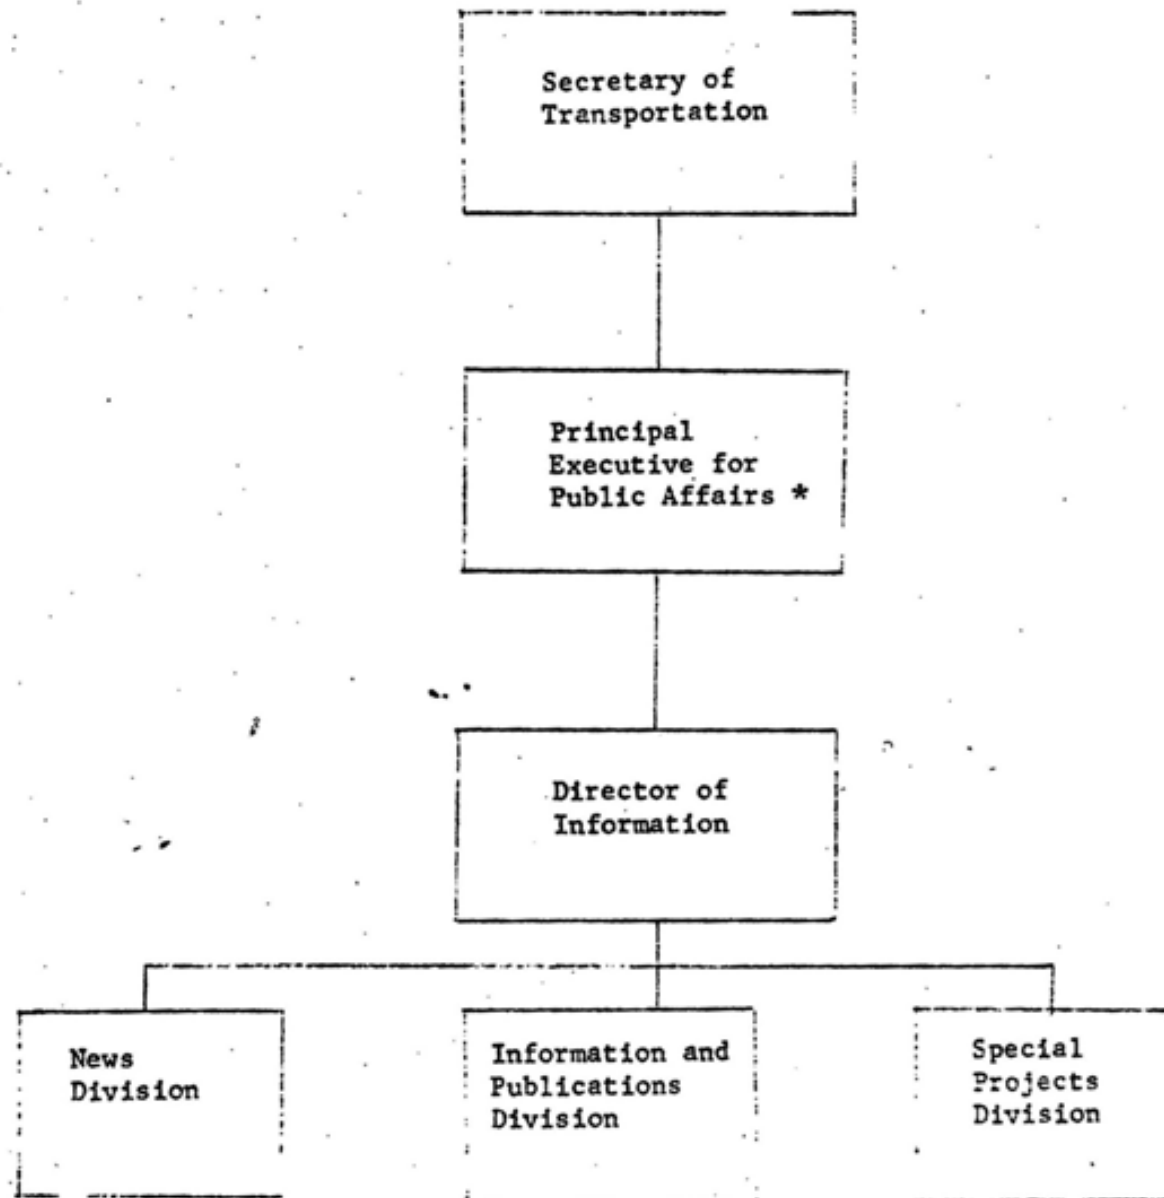 Secretary of
Transportation
Principal
Executive for
Public Affairs *
Director of
Information
News
Division
Information and
Publications
Division
Special
Projects
Division